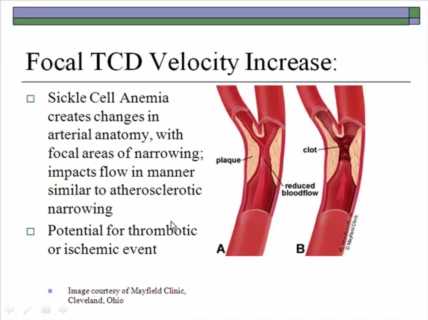 Focal TCD Velocity Increase:
Sickle Cell Anemia
creates changes in
arterial anatomy, with
focal areas of narrowing;
impacts flow in manner
similar to atherosclerotic
narrowing
Potential for thrombotic
or ischemic event
Image courtesy of Mayfield Clinic,
Cleveland, Ohio
plaque
reduced
bloodflow
A
clot
B
© Mayfield Clinic